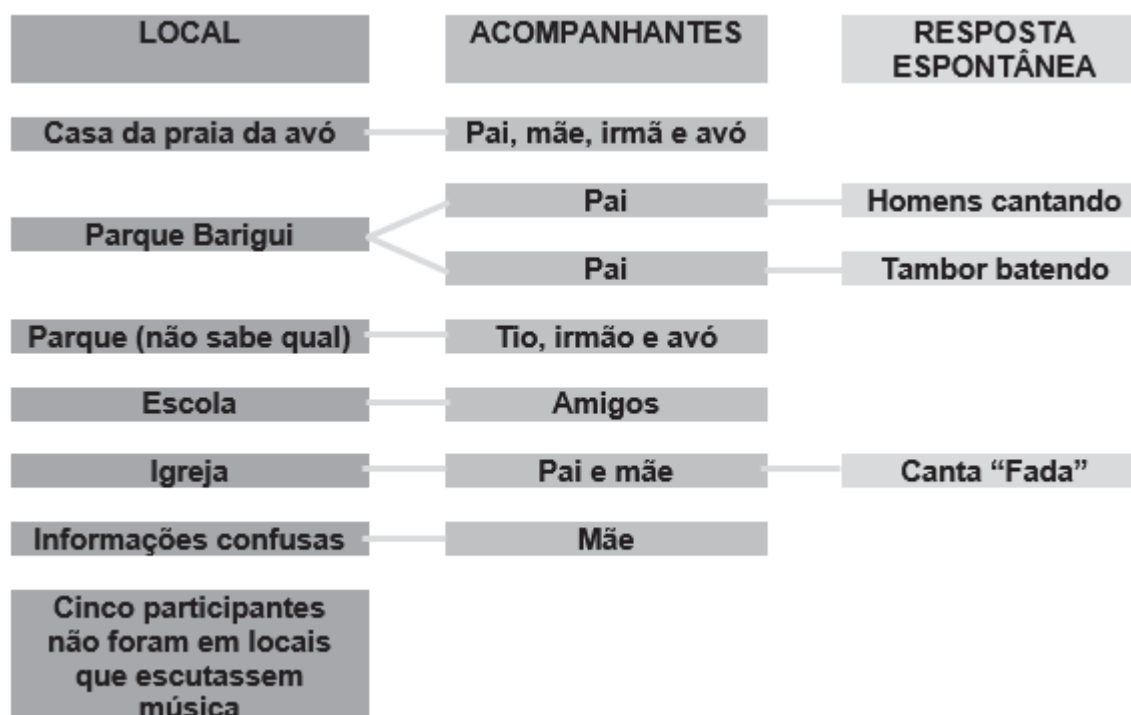 LOCAL ACOMPANHANTES RESPOSTA
ESPONTÂNEA
Casa da praia da avó Pai, mãe, irmã e avó
Pai Homens cantando
Parque Barigui
Pai Tambor batendo
Parque (não sabe qual) Tio, irmão e avó
Escola Amigos
Igreja Pai e mãe Canta “Fada”
Informações confusas Mãe
Cinco participantes
não foram em locais
que escutassem
música